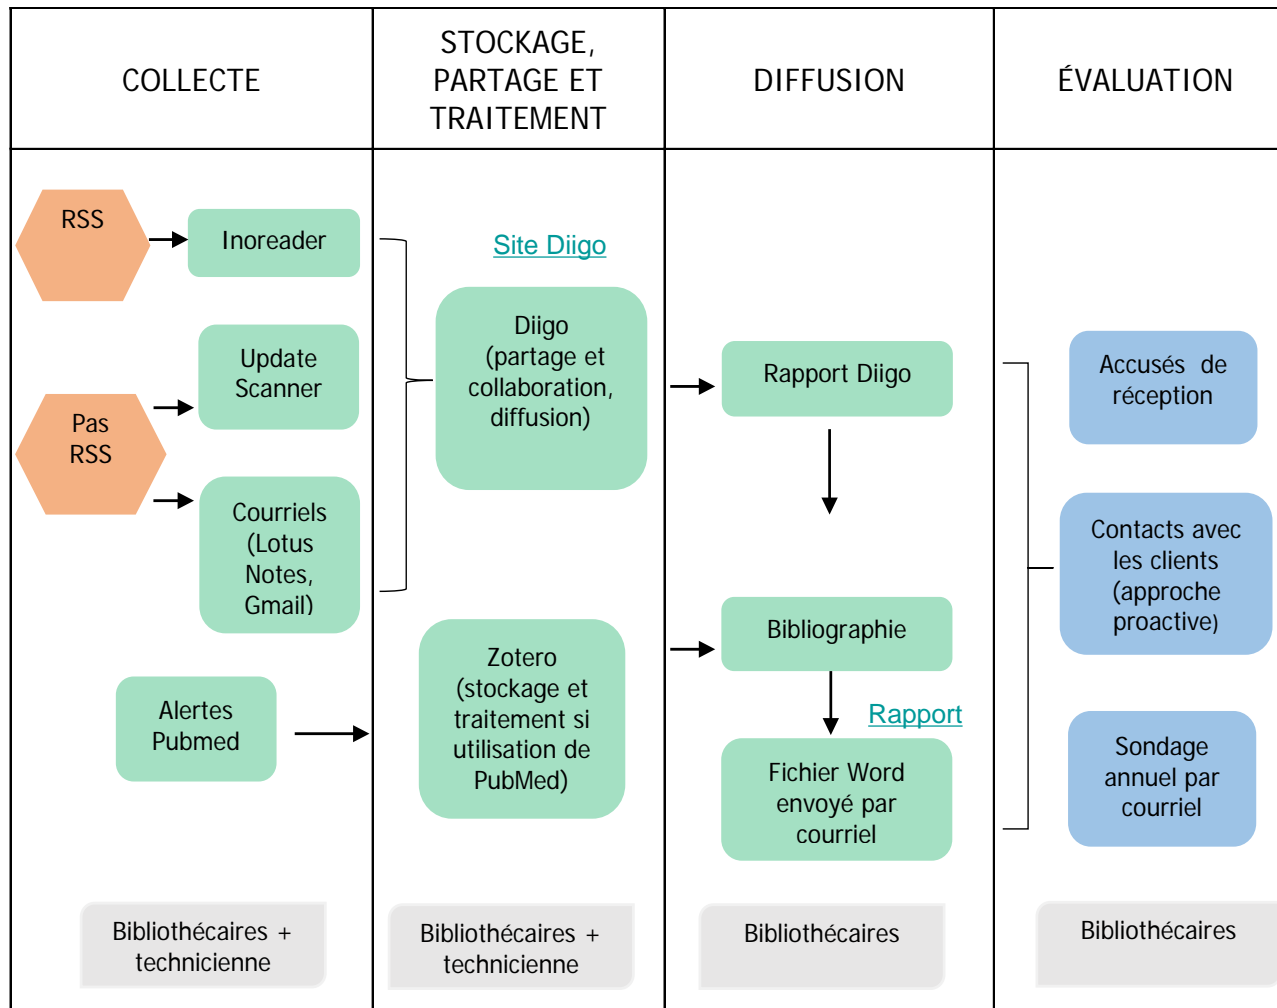 COLLECTE
STOCKAGE,
PARTAGE ET
TRAITEMENT
DIFFUSION
ÉVALUATION
RSS
Inoreader
Update
Scanner
Pas
RSS
Courriels
(Lotus
Notes,
Gmail)
Alertes
Pubmed
Bibliothécaires +
technicienne
Site Diigo
Diigo
(partage et
collaboration,
diffusion)
Zotero
(stockage et
traitement si
utilisation de
PubMed)
Bibliothécaires +
technicienne
Rapport Diigo
Bibliographie
Rapport
Fichier Word
envoyé par
courriel
Bibliothécaires
Accusés de
réception
Contacts avec
les clients
(approche
proactive)
Sondage
annuel par
courriel
Bibliothécaires